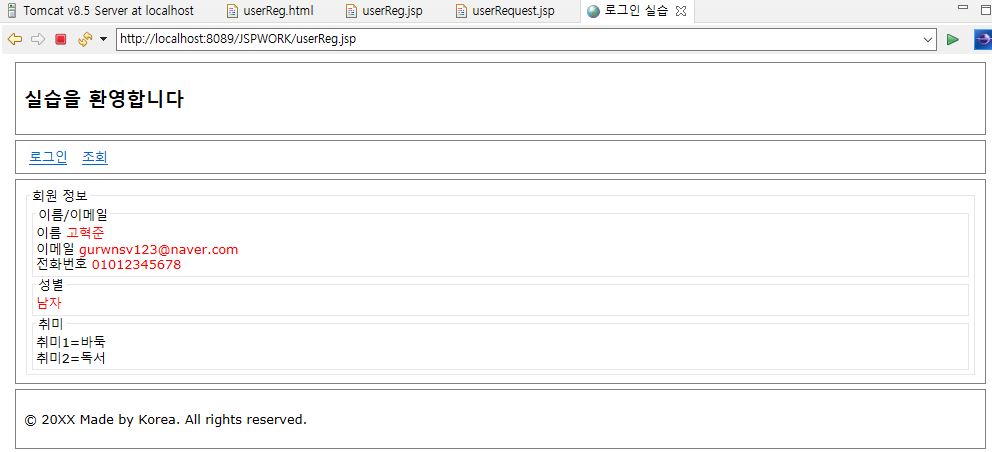 Tomcat v8.5 Server at localhost userReg.html userReg.jsp userRequest.jsp 로그인 실습
http://localhost:8089/JSPWORK/userReg.jsp
실습을 환영합니다
로그인 조회
회원 정보
이름/이메일
이름 고혁준
이메일 gurwnsv123@naver.com
전화번호 01012345678
성별
남자
취미
취미1=바둑
취미2=독서
© 20XX Made by Korea. All rights reserved.